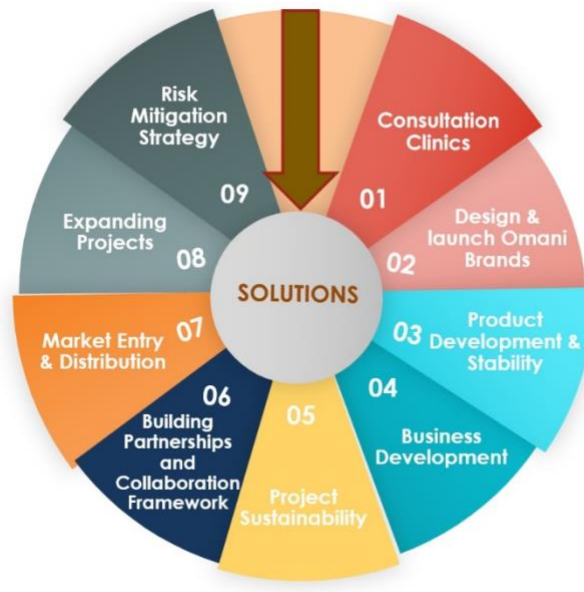 SOLUTIONS
Consultation
Clinics
01
Design &
launch Omani
Brands
02
Product
Development &
Stability
03
Business
Development
04
Project
Sustainability
05
Building
Partnerships
and
Collaboration
Framework
06
Market Entry
& Distribution
07
Expanding
Projects
08
Risk
Mitigation
Strategy
09